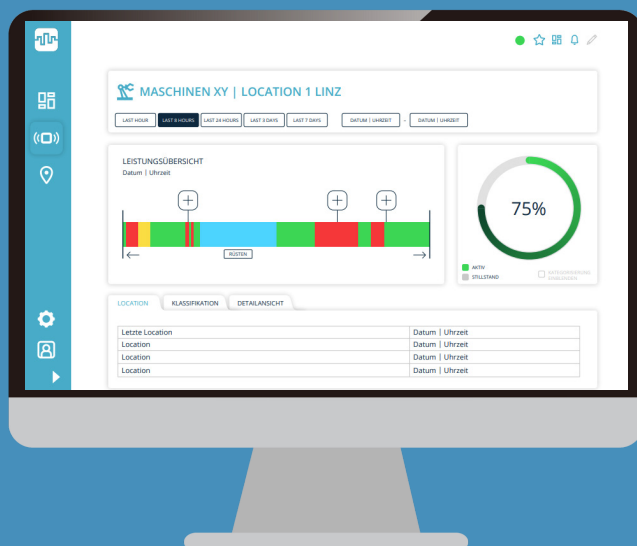 MASCHINEN XY | LOCATION 1 LINZ
LAST HOUR LAST 8 HOURS LAST 24 HOURS LAST 3 DAYS LAST 7 DAYS DATUM | UHRZEIT - DATUM | UHRZEIT
LEISTUNGSÜBERSICHT
Datum | Uhrzeit
RÜSTEN
75%
AKTIV
STILLSTAND
KATEGORISIERUNG
LOCATION KLASSIFIKATION DETAILANSICHT
Letzte Location Datum | Uhrzeit
Location Datum | Uhrzeit
Location Datum | Uhrzeit
Location Datum | Uhrzeit